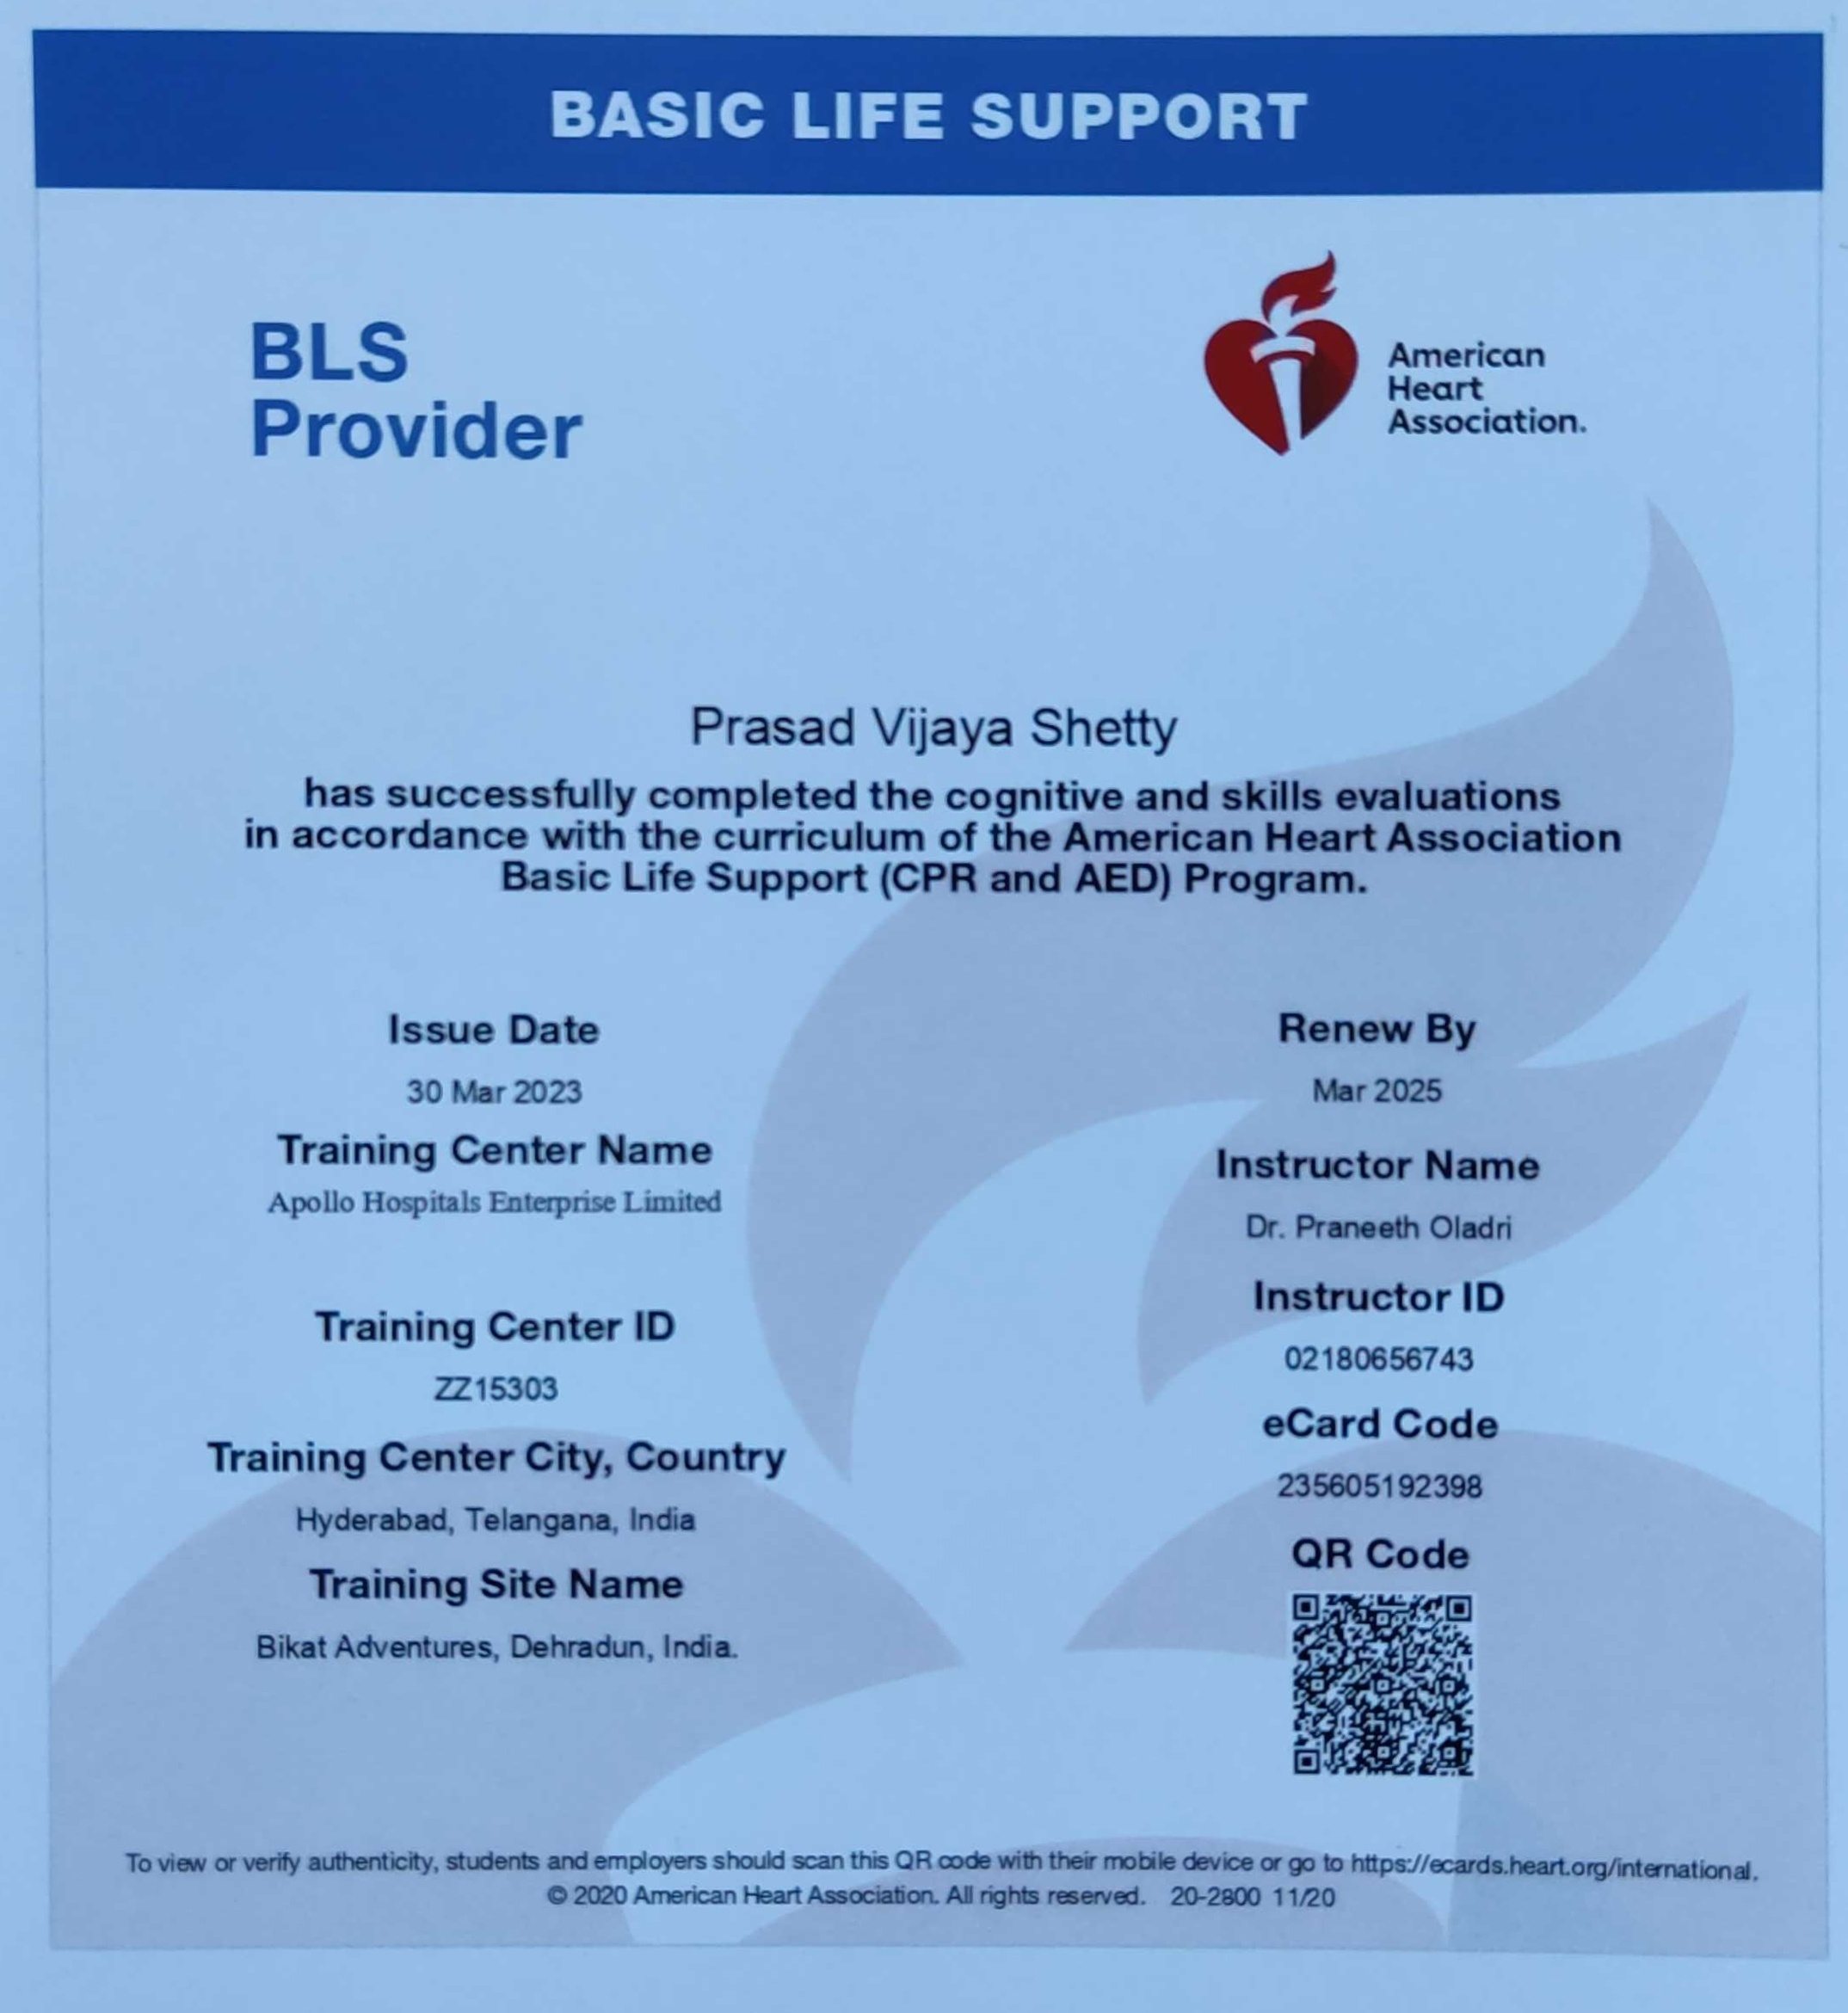 BASIC LIFE SUPPORT
BLS
Provider
American
Heart
Association.
Prasad Vijaya Shetty
has successfully completed the cognitive and skills evaluations
in accordance with the curriculum of the American Heart Association
Basic Life Support (CPR and AED) Program.
Issue Date
30 Mar 2023
Training Center Name
Apollo Hospitals Enterprise Limited
Training Center ID
ZZ15303
Training Center City, Country
Hyderabad, Telangana, India
Training Site Name
Bikat Adventures, Dehradun, India.
Renew By
Mar 2025
Instructor Name
Dr. Praneeth Oladri
Instructor ID
02180656743
eCard Code
235605192398
QR Code
To view or verify authenticity, students and employers should scan this QR code with their mobile device or go to https://ecards.heart.org/international.
© 2020 American Heart Association. All rights reserved. 20-2800 11/20